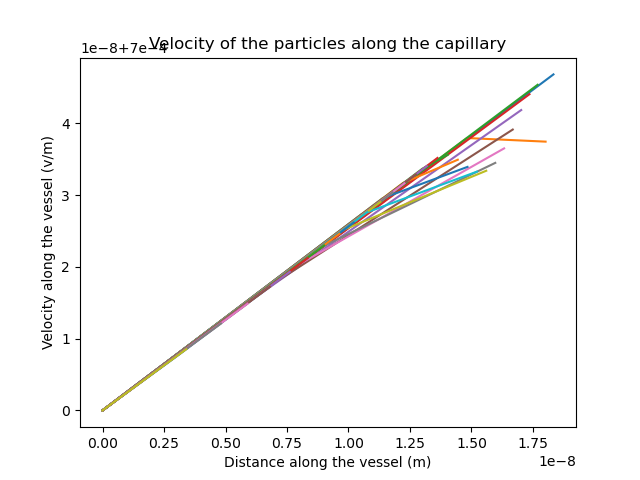 1e−8+7e−4
Velocity of the particles along the capillary
Velocity along the vessel (v/m)
4
3
2
1
0
0.00 0.25 0.50 0.75 1.00 1.25 1.50 1.75
1e−8
Distance along the vessel (m)